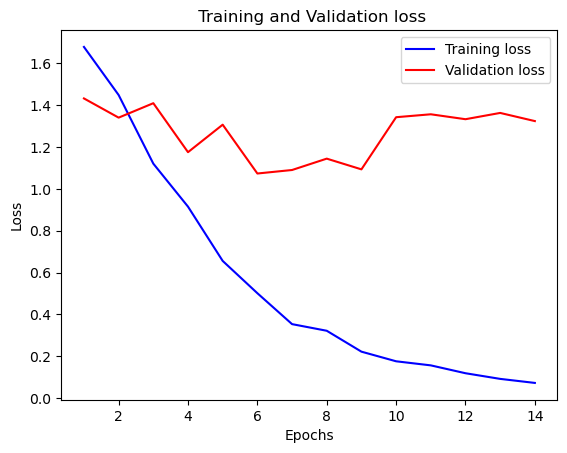 Training and Validation loss
Training loss
Validation loss
Loss
1.6
1.4
1.2
1.0
0.8
0.6
0.4
0.2
0.0
2 4 6 8 10 12 14
Epochs